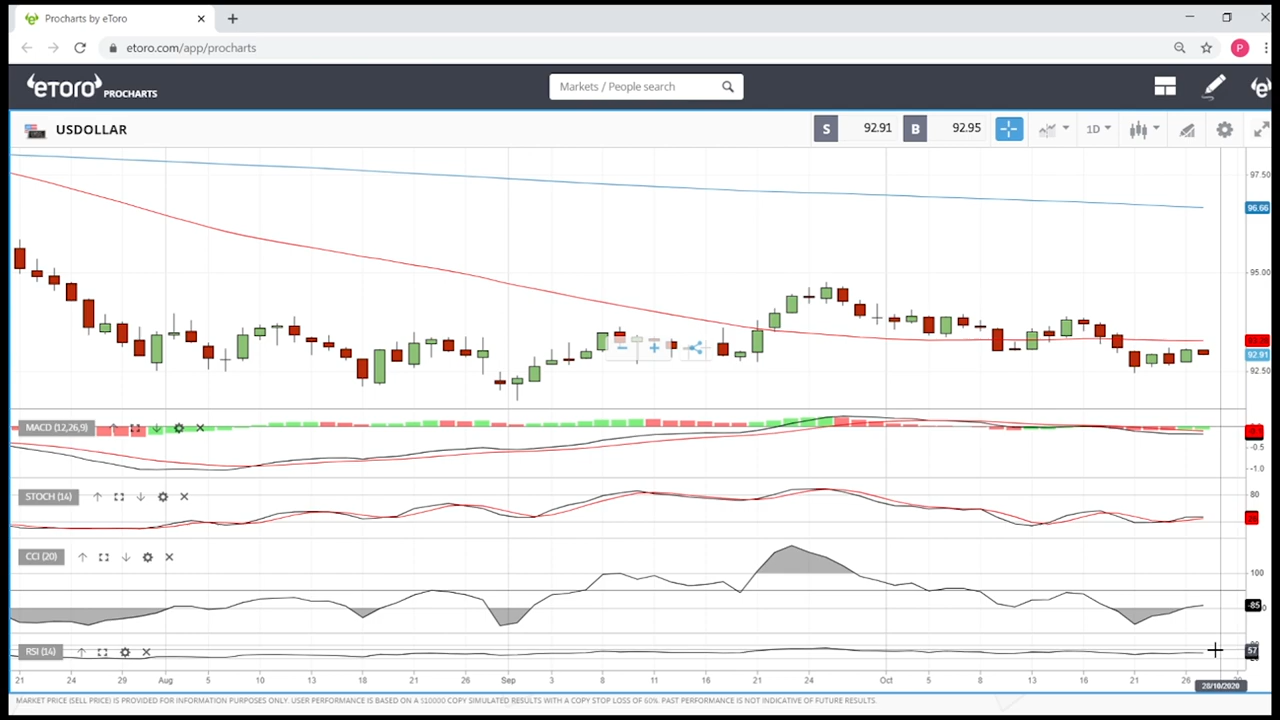 Procharts by eToro
etoro.com/app/procharts
P
eToro PROCHARTS
Markets / People search
USDOLLAR
S 92.91 B 92.95 1D
97.50
96.66
95.00
92.91
92.50
MACD (12,26,9)
-0.5
-1.0
STOCH (14)
80
CCI (20)
100
-85
RSI (14)
57
21 24 29 Aug 5 10 13 18 21 26 Sep 3 8 11 16 21 24 Oct 5 8 13 16 21 26
28/10/2020
MARKET PRICE (SELL PRICE) IS PROVIDED FOR INFORMATION PURPOSES ONLY. USER PERFORMANCE IS BASED ON A $10000 COPY SIMULATED RESULTS WITH A COPY STOP LOSS OF 60%. PAST PERFORMANCE IS NOT INDICATIVE OF FUTURE RESULTS.